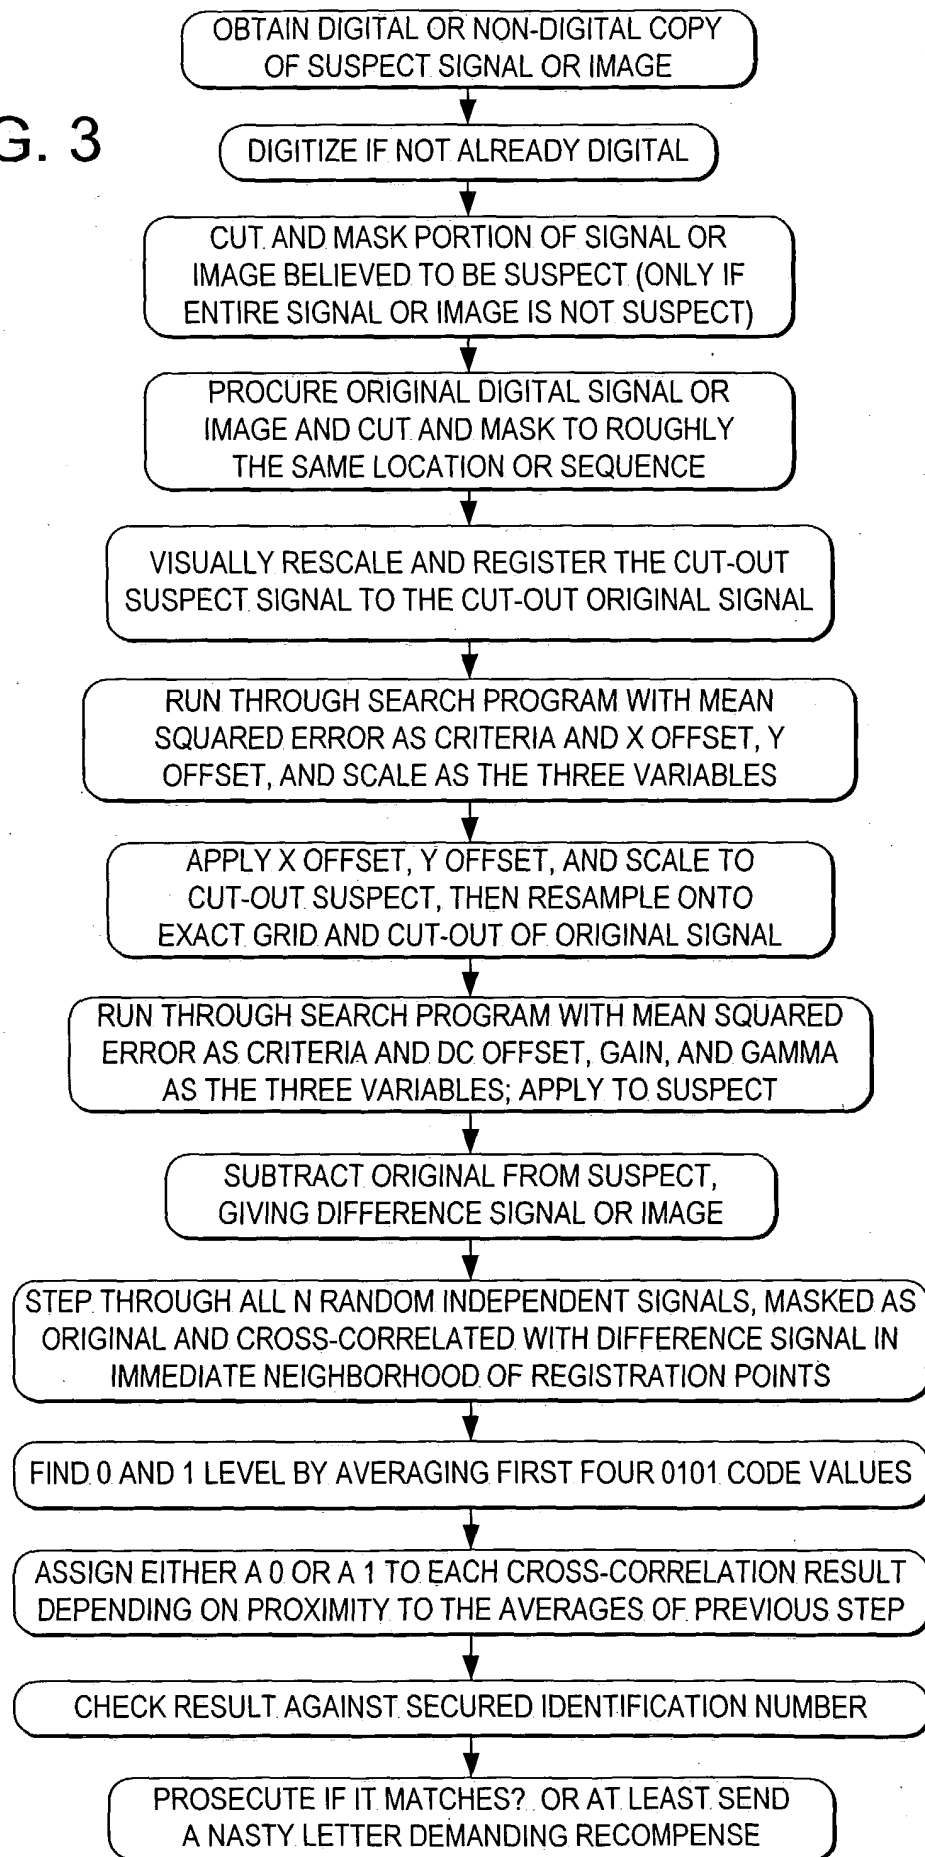 OBTAIN DIGITAL OR NON-DIGITAL COPY
OF SUSPECT SIGNAL OR IMAGE
G. 3
DIGITIZE IF NOT ALREADY DIGITAL
CUT AND MASK PORTION OF SIGNAL OR
IMAGE BELIEVED TO BE SUSPECT (ONLY IF
ENTIRE SIGNAL OR IMAGE IS NOT SUSPECT)
PROCURE ORIGINAL DIGITAL SIGNAL OR
IMAGE AND CUT AND MASK TO ROUGHLY
THE SAME LOCATION OR SEQUENCE
VISUALLY RESCALE AND REGISTER THE CUT-OUT
SUSPECT SIGNAL TO THE CUT-OUT ORIGINAL SIGNAL
RUN THROUGH SEARCH PROGRAM WITH MEAN
SQUARED ERROR AS CRITERIA AND X OFFSET, Y
OFFSET, AND SCALE AS THE THREE VARIABLES
APPLY X OFFSET, Y OFFSET, AND SCALE TO
CUT-OUT SUSPECT, THEN RESAMPLE ONTO
EXACT GRID AND CUT-OUT OF ORIGINAL SIGNAL
RUN THROUGH SEARCH PROGRAM WITH MEAN SQUARED
ERROR AS CRITERIA AND DC OFFSET, GAIN, AND GAMMA
AS THE THREE VARIABLES; APPLY TO SUSPECT
SUBTRACT ORIGINAL FROM SUSPECT,
GIVING DIFFERENCE SIGNAL OR IMAGE
STEP THROUGH ALL N RANDOM INDEPENDENT SIGNALS, MASKED AS
ORIGINAL AND CROSS-CORRELATED WITH DIFFERENCE SIGNAL IN
IMMEDIATE NEIGHBORHOOD OF REGISTRATION POINTS
FIND 0 AND 1 LEVEL BY AVERAGING FIRST FOUR 0101 CODE VALUES
ASSIGN EITHER A 0 OR A 1 TO EACH CROSS-CORRELATION RESULT
DEPENDING ON PROXIMITY TO THE AVERAGES OF PREVIOUS STEP
CHECK RESULT AGAINST SECURED IDENTIFICATION NUMBER
PROSECUTE IF IT MATCHES? OR AT LEAST SEND
A NASTY LETTER DEMANDING RECOMPENSE